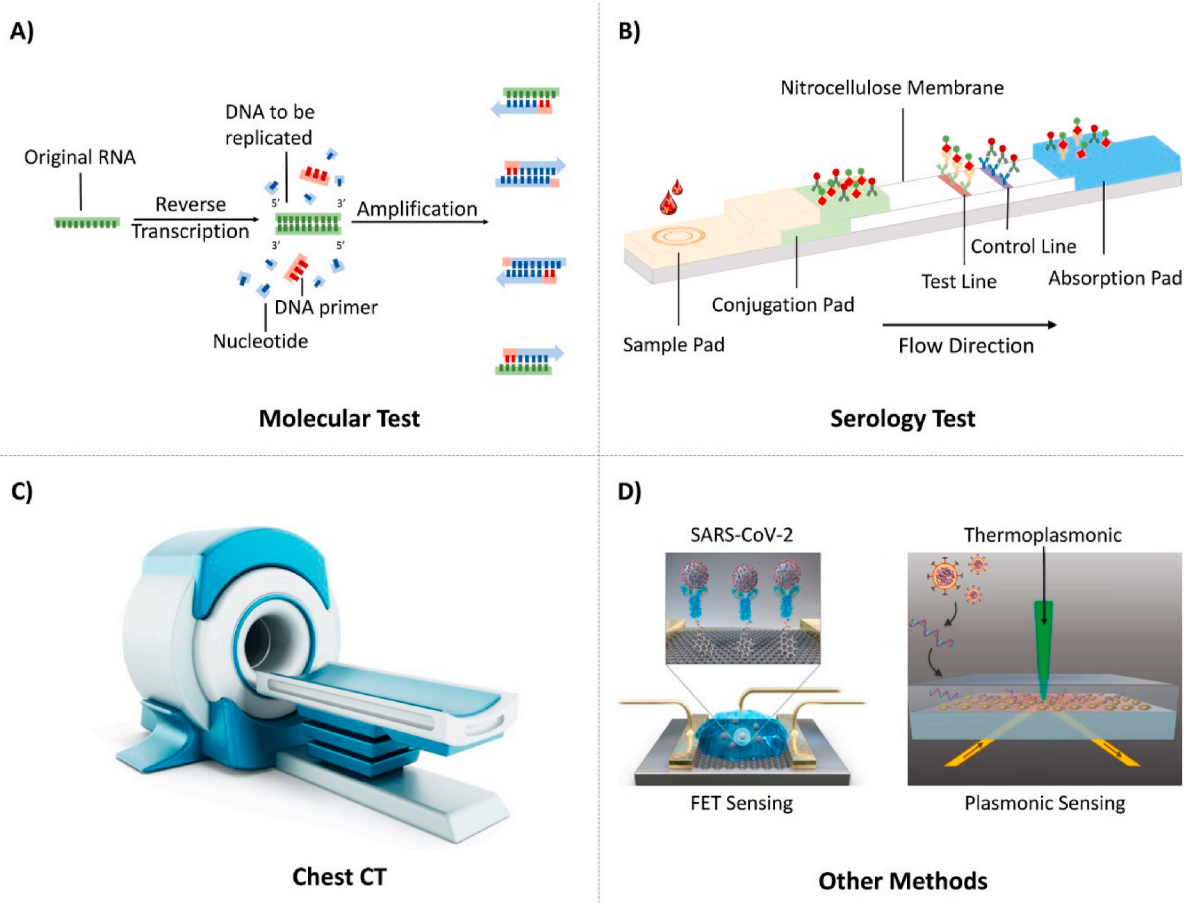 A)
Original RNA
DNA to be
replicated
Reverse
Transcription
5′
3′
3′
5′
Amplification
DNA primer
Nucleotide
Molecular Test
B)
Nitrocellulose Membrane
Control Line
Test Line
Absorption Pad
Conjugation Pad
Sample Pad
Flow Direction
Serology Test
C)
Chest CT
D)
SARS-CoV-2
Thermoplasmonic
FET Sensing
Plasmonic Sensing
Other Methods